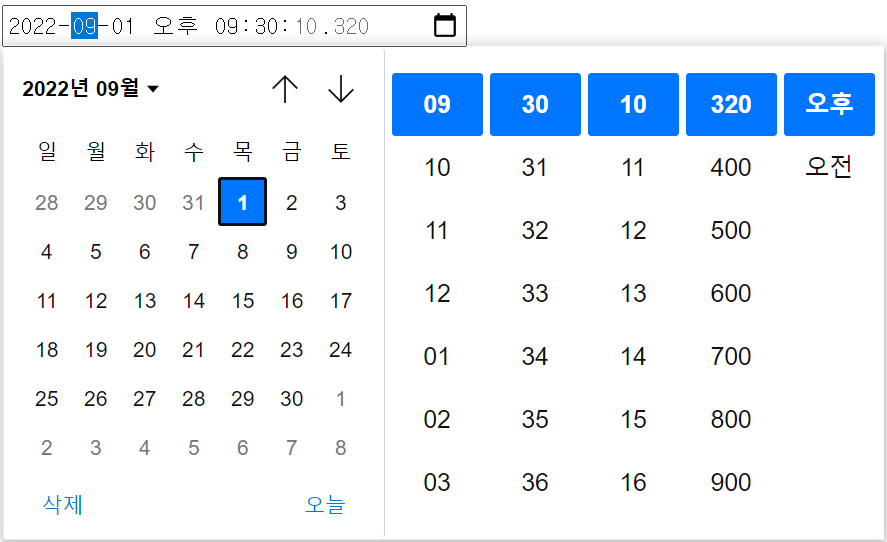 2022-09-01 오후 09:30:10.320
2022년 09월
일 월 화 수 목 금 토
28 29 30 31 1 2 3
4 5 6 7 8 9 10
11 12 13 14 15 16 17
18 19 20 21 22 23 24
25 26 27 28 29 30 1
2 3 4 5 6 7 8
삭제 오늘
09 30 10 320 오후
10 31 11 400 오전
11 32 12 500
12 33 13 600
01 34 14 700
02 35 15 800
03 36 16 900